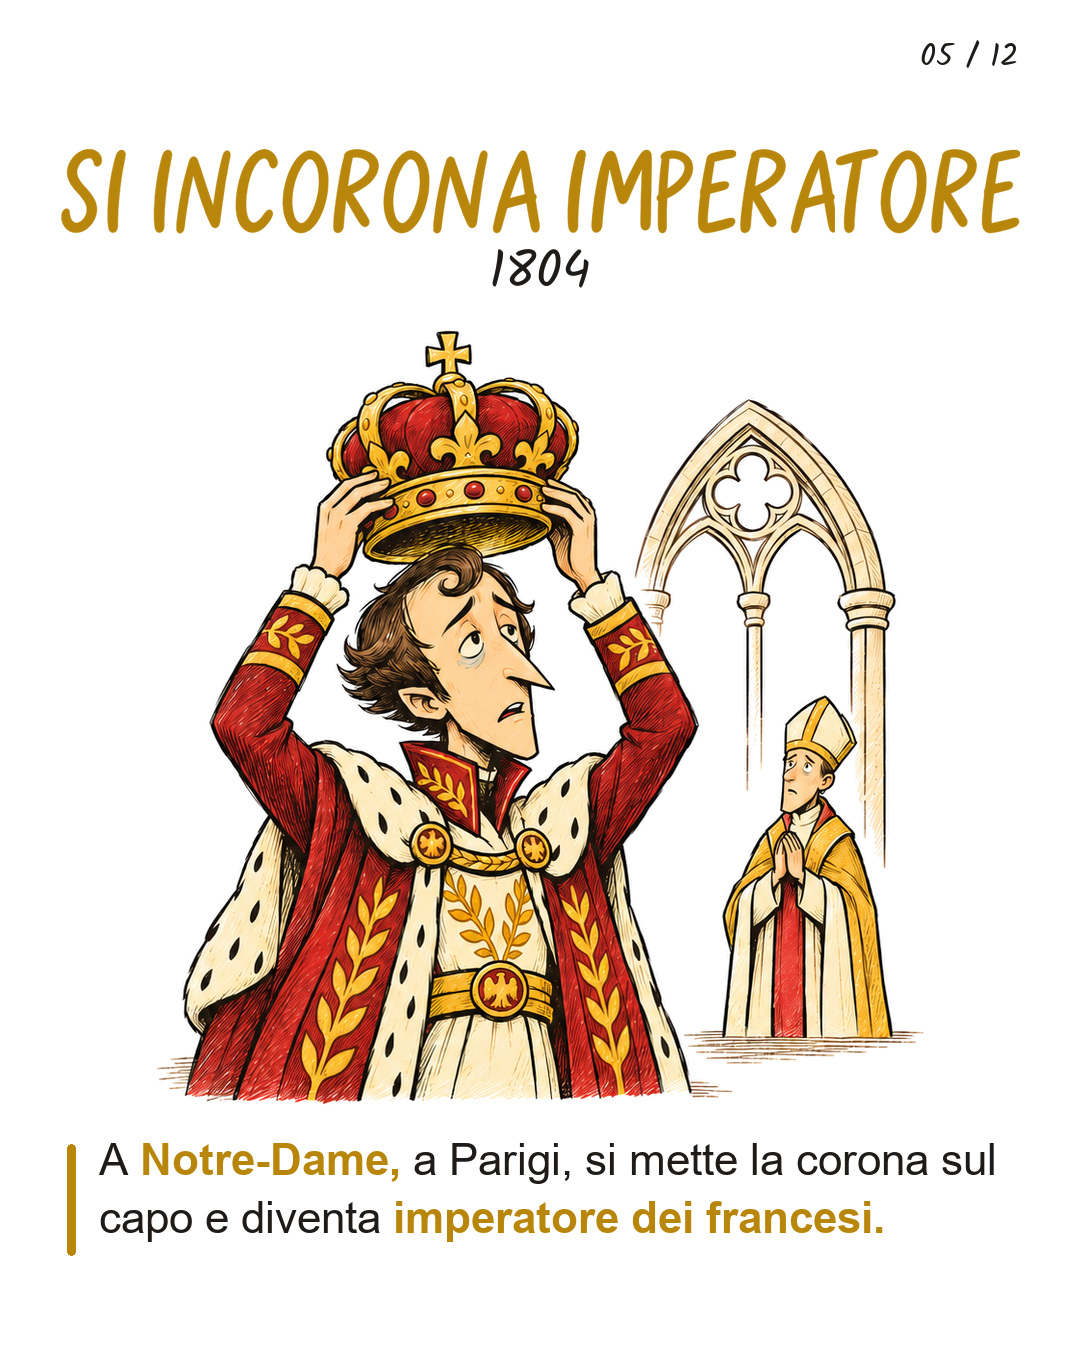 05 / 12
SI INCORONA IMPERATORE
1804
A Notre-Dame, a Parigi, si mette la corona sul
capo e diventa imperatore dei francesi.